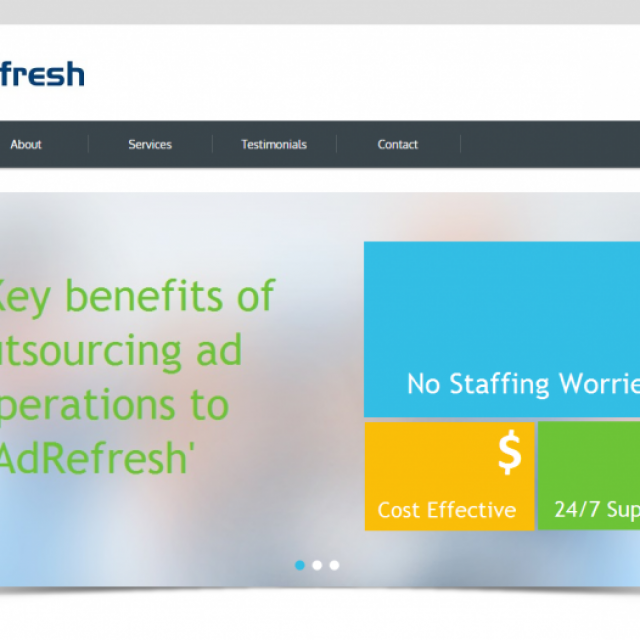 fresh
About Services Testimonials Contact
Key benefits of
utsourcing ad
perations to
AdRefresh'
No Staffing Worrie
$
Cost Effective
24/7 Sup